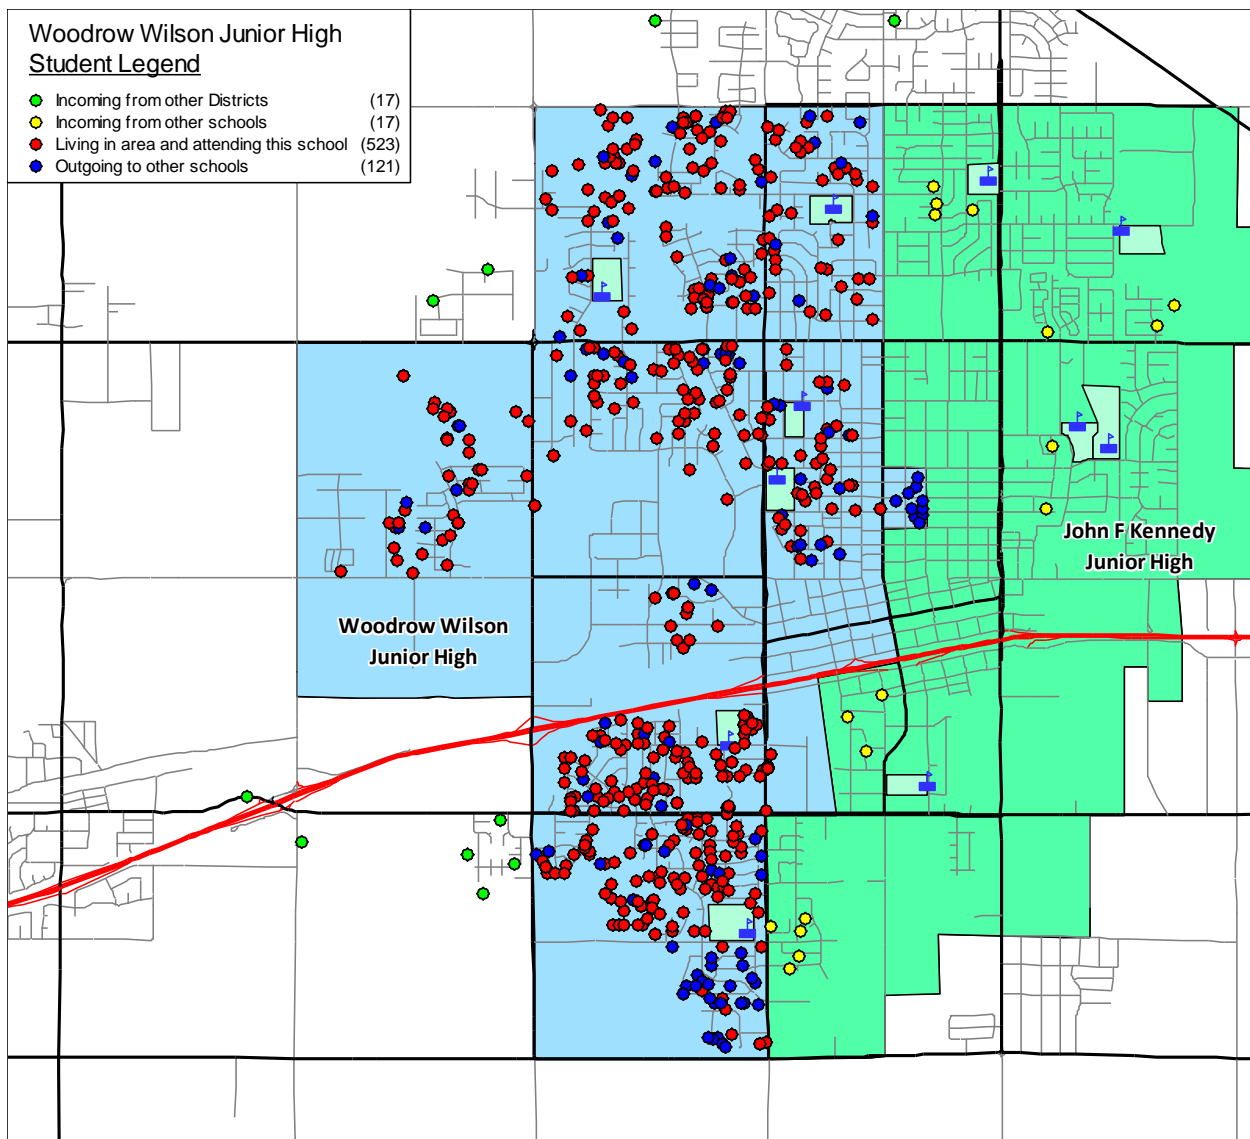 Woodrow Wilson Junior High
Student Legend
Incoming from other Districts (17)
Incoming from other schools (17)
Living in area and attending this school (523)
Outgoing to other schools (121)
John F Kennedy
Junior High
Woodrow Wilson
Junior High